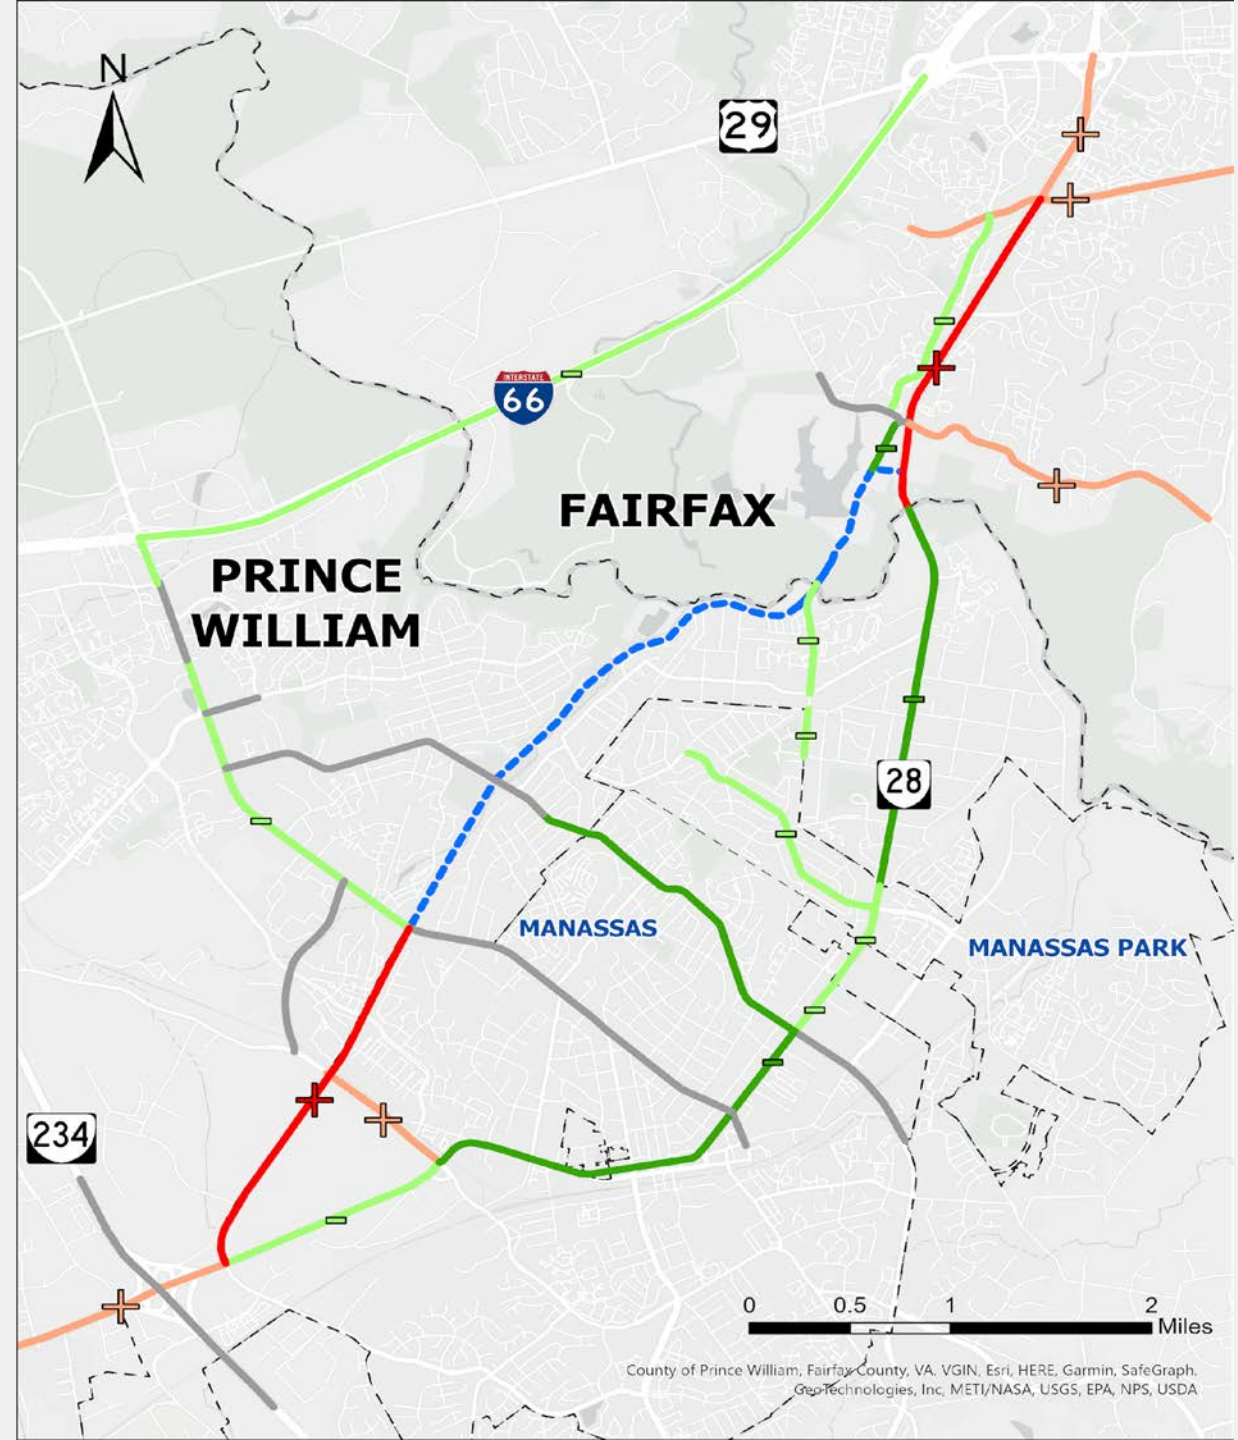 N
29
INTERSTATE
66
FAIRFAX
PRINCE
WILLIAM
28
MANASSAS
MANASSAS PARK
234
0 0.5 1 2
Miles
County of Prince William, Fairfax County, VA. VGIN, Esri, HERE, Garmin, SafeGraph,
GeoTechnologies, Inc, METI/NASA, USGS, EPA, NPS, USDA